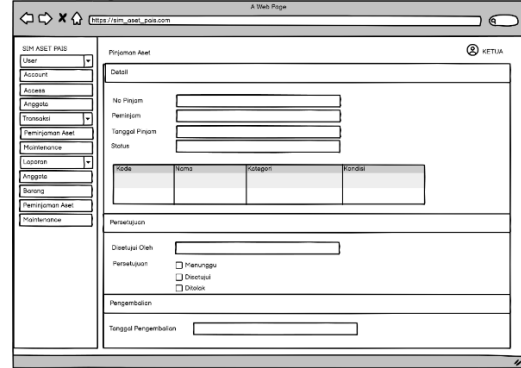 A Web Page
https://sim_aset_pais.com
SIM ASET PAIS
User
Account
Access
Anggota
Transaksi
Peminjaman Aset
Maintenance
Laporan
Anggota
Barang
Peminjaman Aset
Maintenance
Pinjaman Aset
KETUA
Detail
No Pinjam
Peminjam
Tanggal Pinjam
Status
Kode Nama Kategori Kondisi
Persetujuan
Disetujui Oleh
Persetujuan
Menunggu
Disetujui
Ditolak
Pengembalian
Tanggal Pengembalian